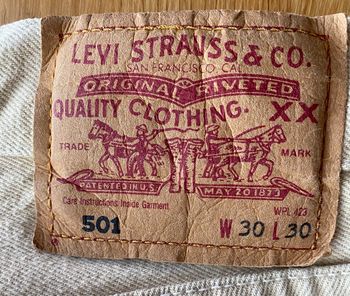 LEVI STRAUSS & CO.
SAN FRANCISCO CAL
ORIGINAL RIVETED
QUALITY CLOTHING. XX
TRADE MARK
PATENTED IN U.S. MAY 20 1873
Care Instructions Inside Garment WPL 423
501 W 30 L 30